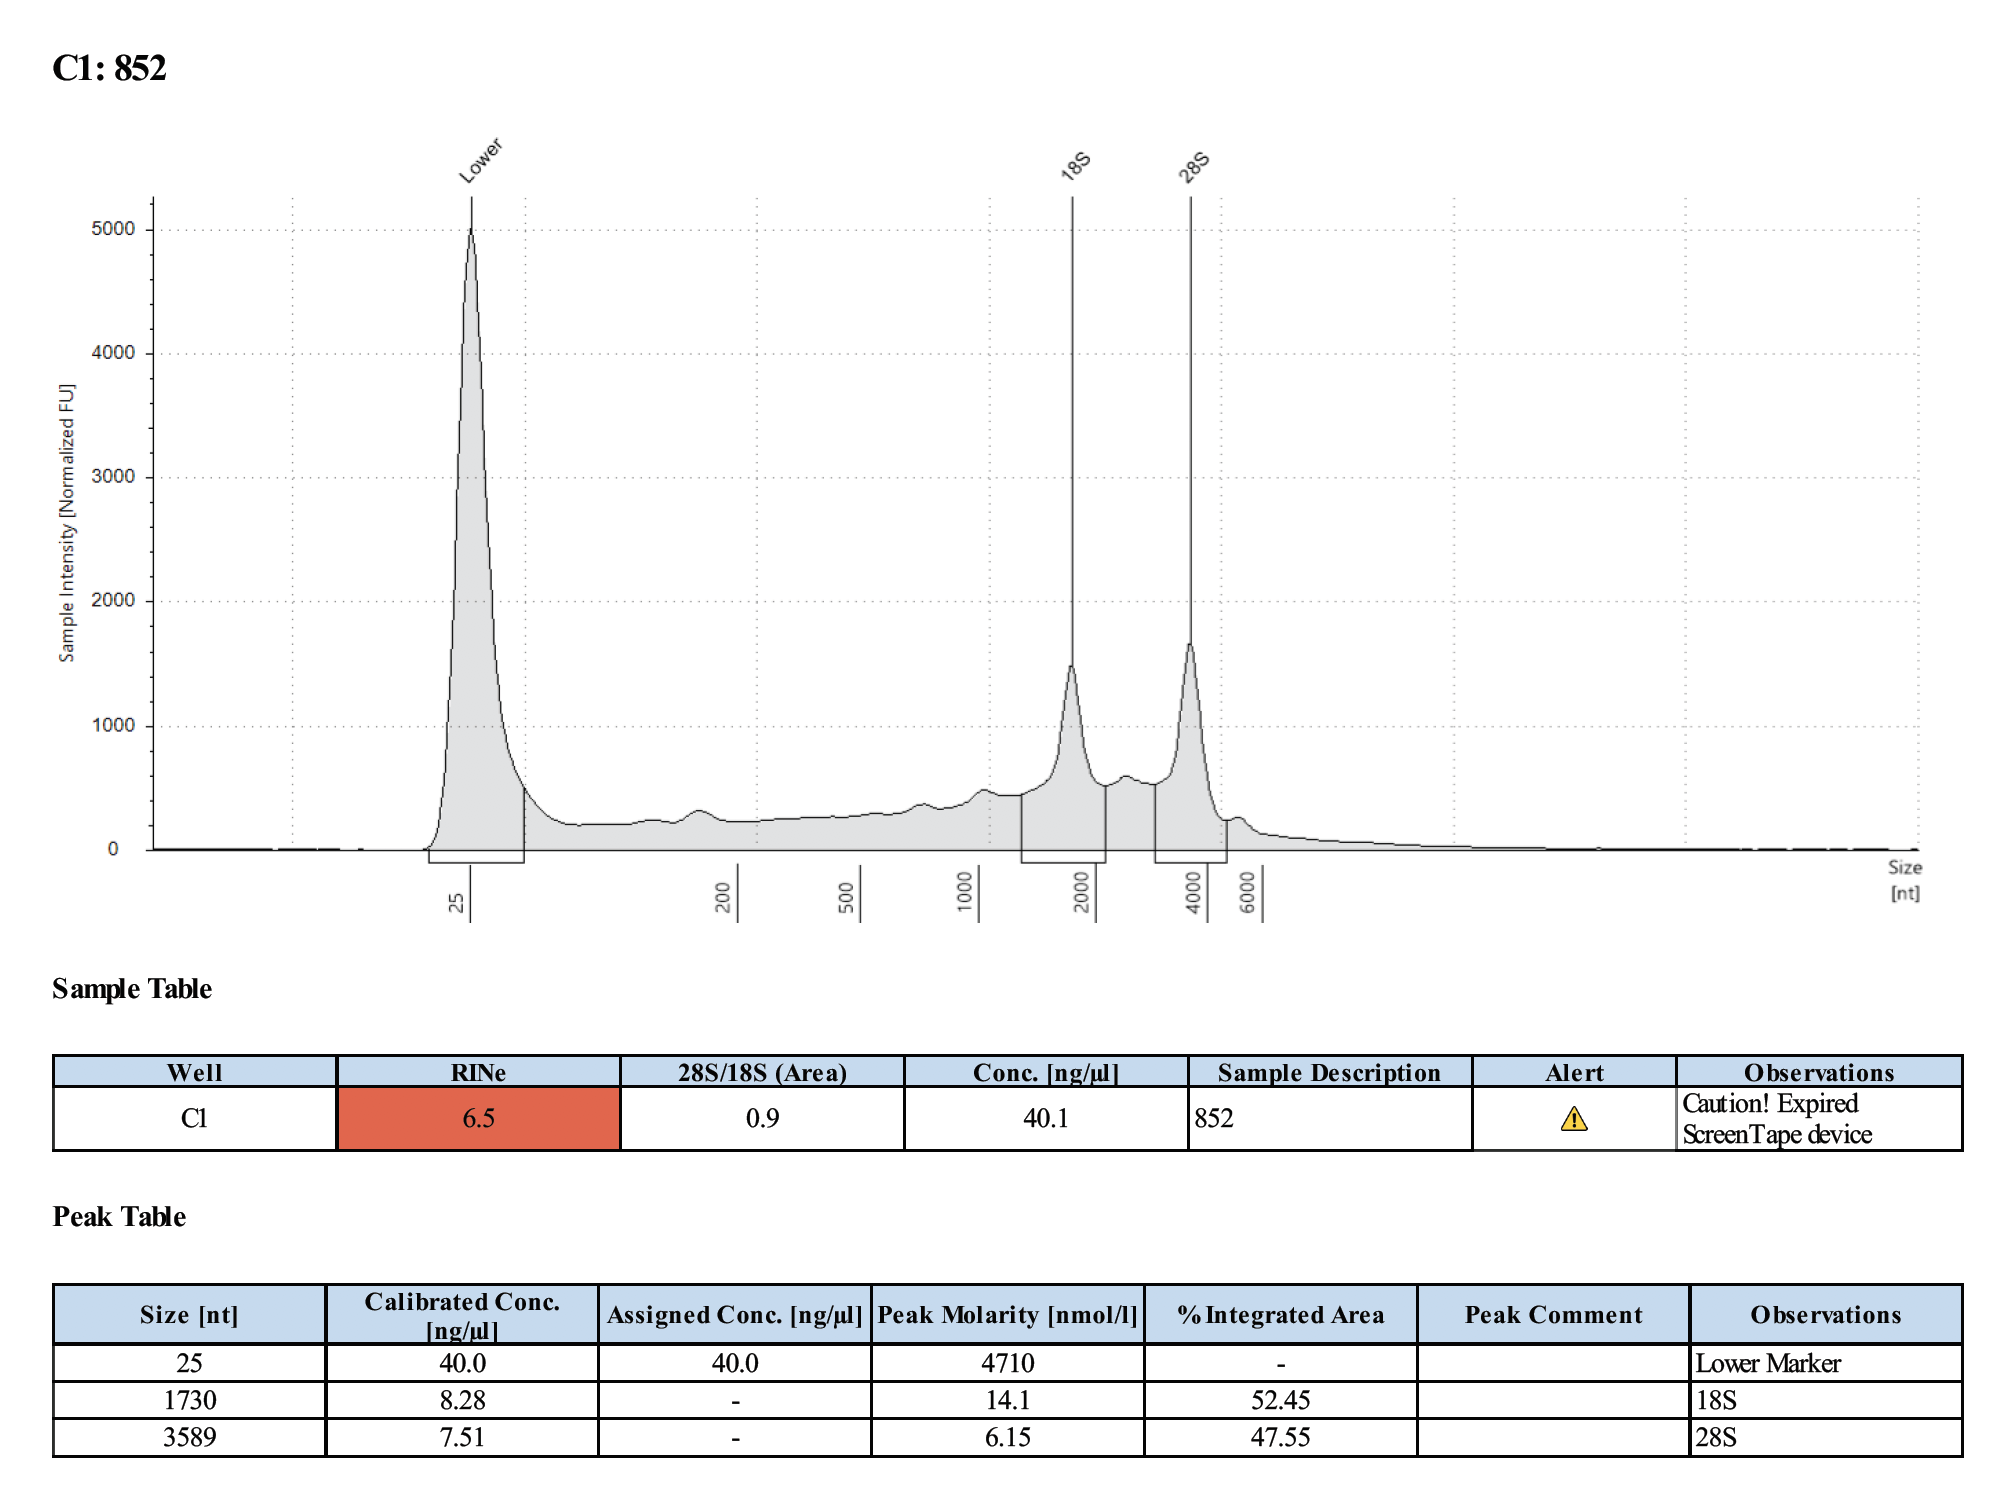 C1: 852
Lower
18S
28S
5000
4000
3000
2000
1000
0
Sample Intensity [Normalized FU]
25
200
500
1000
2000
4000
6000
Size
[nt]
Sample Table
Well RINe 28S/18S (Area) Conc. [ng/µl] Sample Description Alert Observations
C1 6.5 0.9 40.1 852 Caution! Expired
ScreenTape device
Peak Table
Size [nt] Calibrated Conc. [ng/µl] Assigned Conc. [ng/µl] Peak Molarity [nmol/l] % Integrated Area Peak Comment Observations
25 40.0 40.0 4710 - Lower Marker
1730 8.28 - 14.1 52.45 18S
3589 7.51 - 6.15 47.55 28S